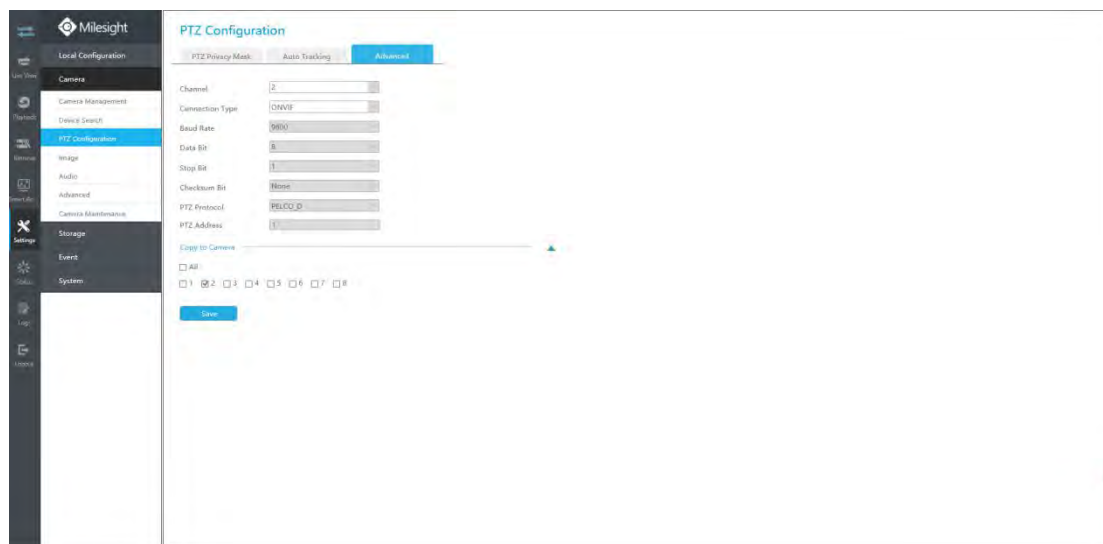 Milesight
Local Configuration
Camera
Camera Management
Device Search
PTZ Configuration
Image
Audio
Advanced
Camera Maintenance
Storage
Event
System
Live View
Playback
Retrieve
Settings
Status
Logs
Logout
PTZ Configuration
PTZ Privacy Mask
Auto Tracking
Advanced
Channel 2
Connection Type ONVIF
Baud Rate 9600
Data Bit 8
Stop Bit 1
Checksum Bit None
PTZ Protocol PELCO_D
PTZ Address 1
Copy to Camera
All
1 2 3 4 5 6 7 8
Save